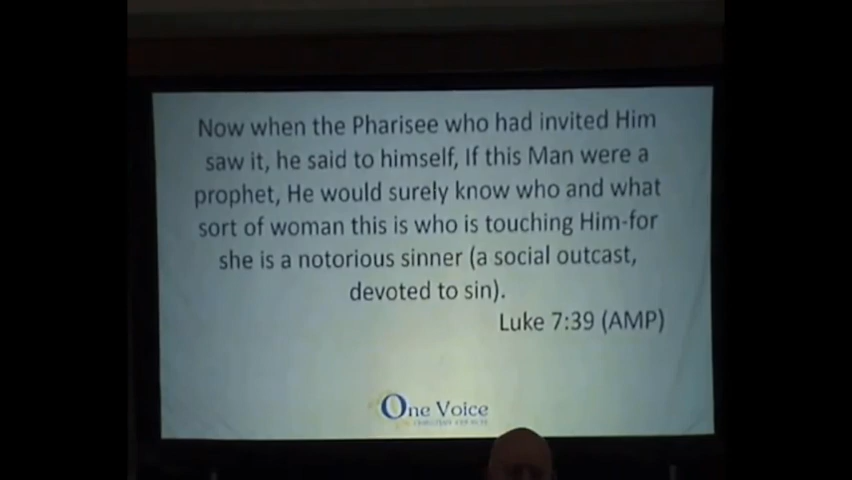 Now when the Pharisee who had invited Him
saw it, he said to himself, If this Man were a
prophet, He would surely know who and what
sort of woman this is who is touching Him-for
she is a notorious sinner (a social outcast,
devoted to sin).
Luke 7:39 (AMP)
One Voice